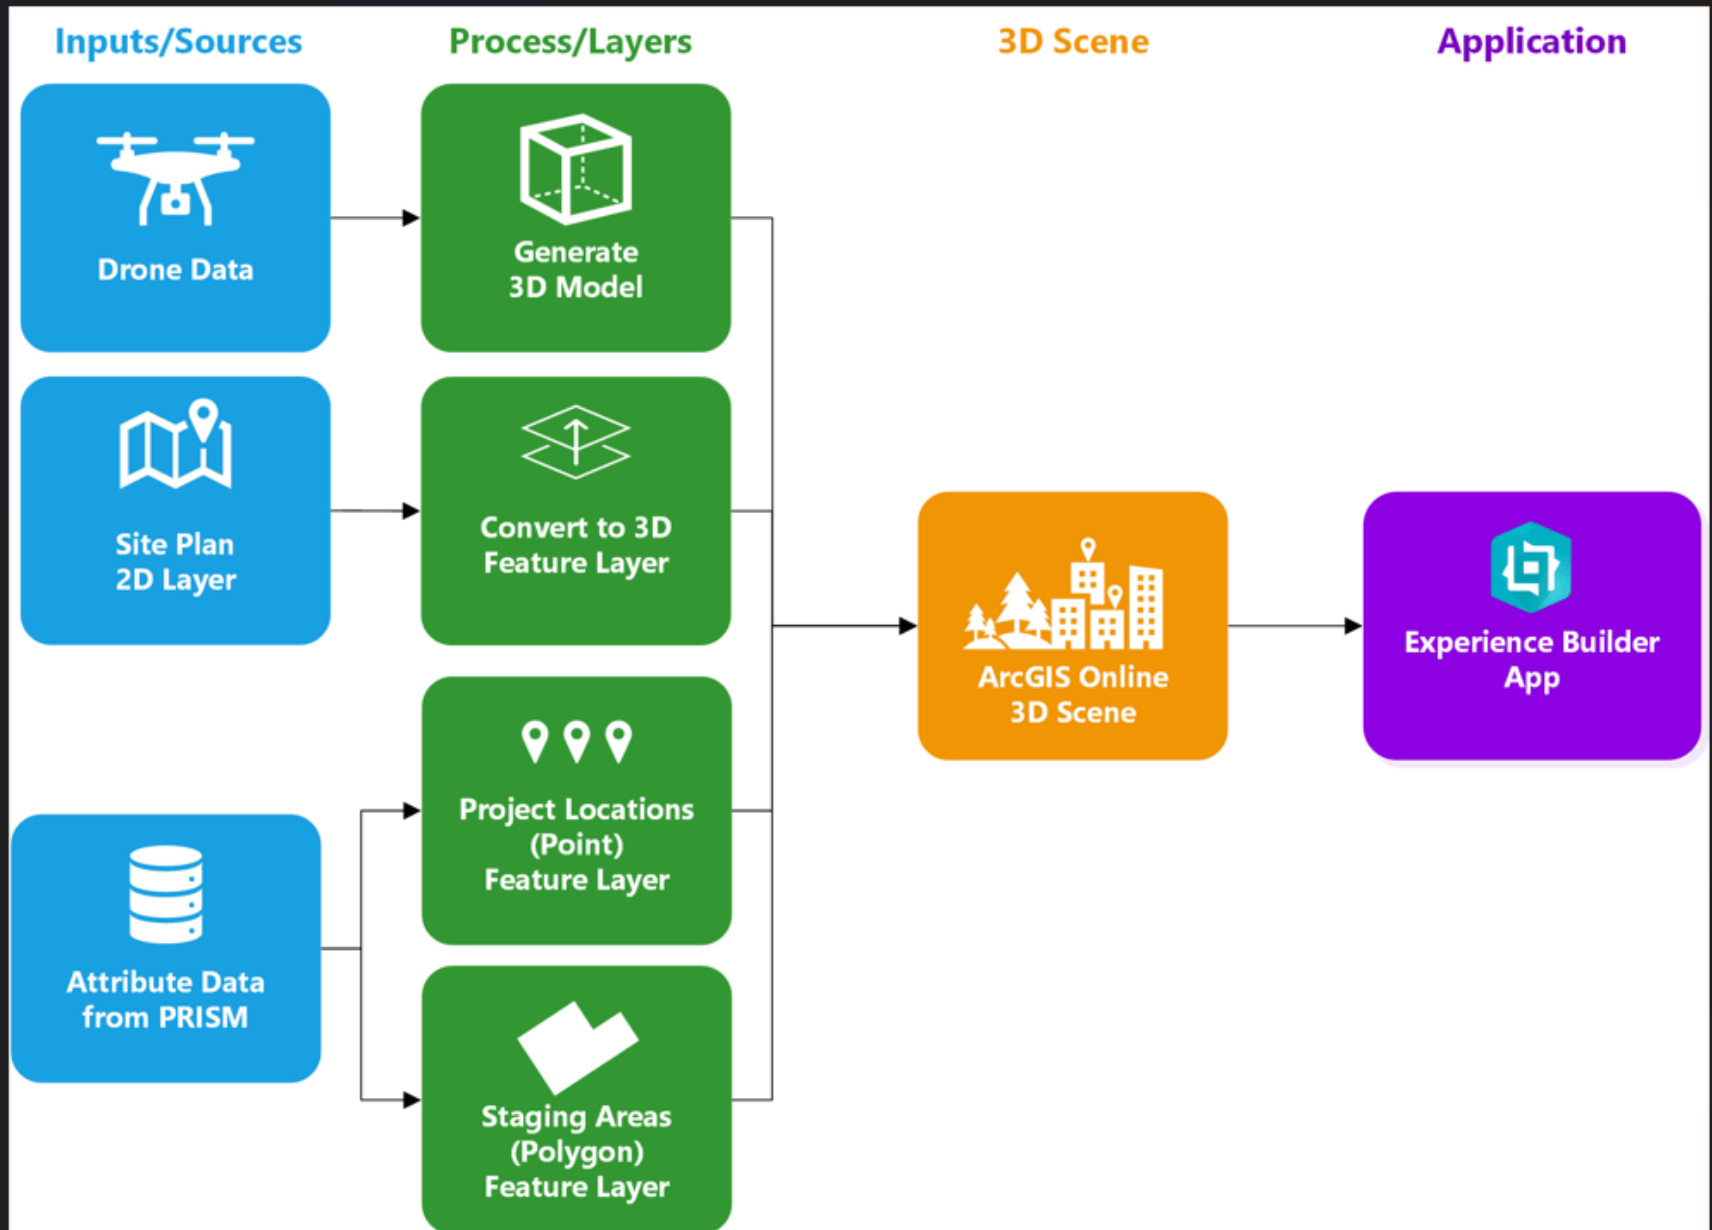 Inputs/Sources
Process/Layers
3D Scene
Application
Drone Data
Generate
3D Model
Site Plan
2D Layer
Convert to 3D
Feature Layer
Project Locations
(Point)
Feature Layer
Attribute Data
from PRISM
Staging Areas
(Polygon)
Feature Layer
ArcGIS Online
3D Scene
Experience Builder
App